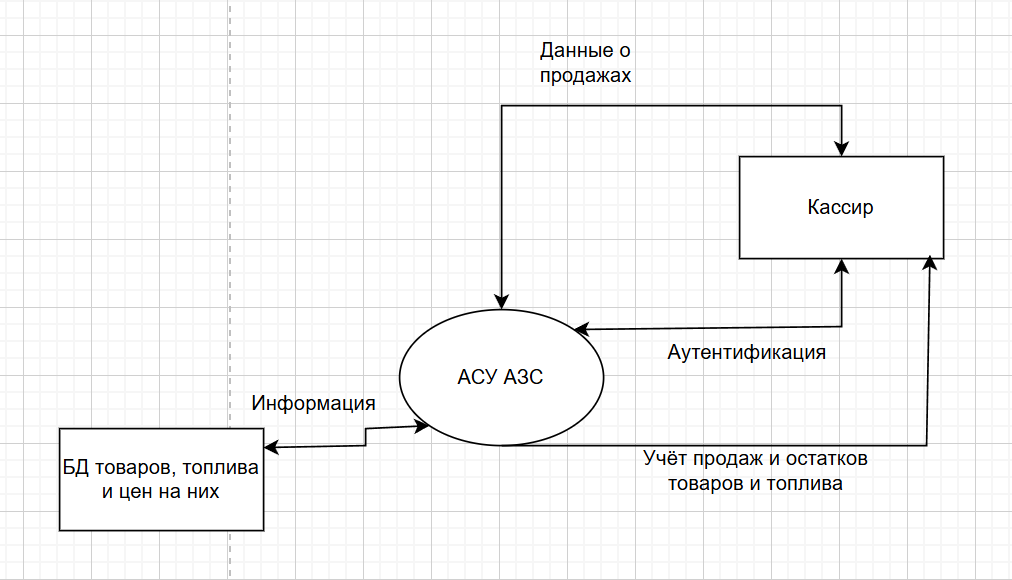 Данные о
продажах
Кассир
Аутентификация
АСУ АЗС
Информация
БД товаров, топлива
и цен на них
Учёт продаж и остатков
товаров и топлива